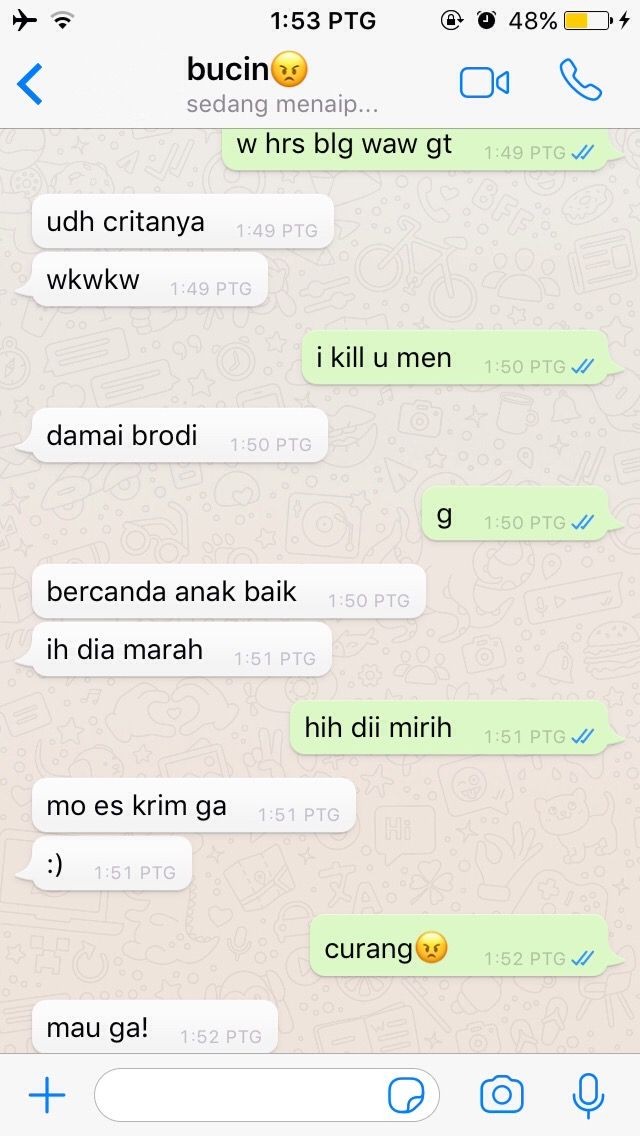 1:53 PTG
48%
bucin😠
sedang menaip...
w hrs blg waw gt 1:49 PTG
udh critanya 1:49 PTG
wkwkw 1:49 PTG
i kill u men 1:50 PTG
damai brodi 1:50 PTG
g 1:50 PTG
bercanda anak baik 1:50 PTG
ih dia marah 1:51 PTG
hih dii mirih 1:51 PTG
mo es krim ga 1:51 PTG
:) 1:51 PTG
curang😠 1:52 PTG
mau ga! 1:52 PTG